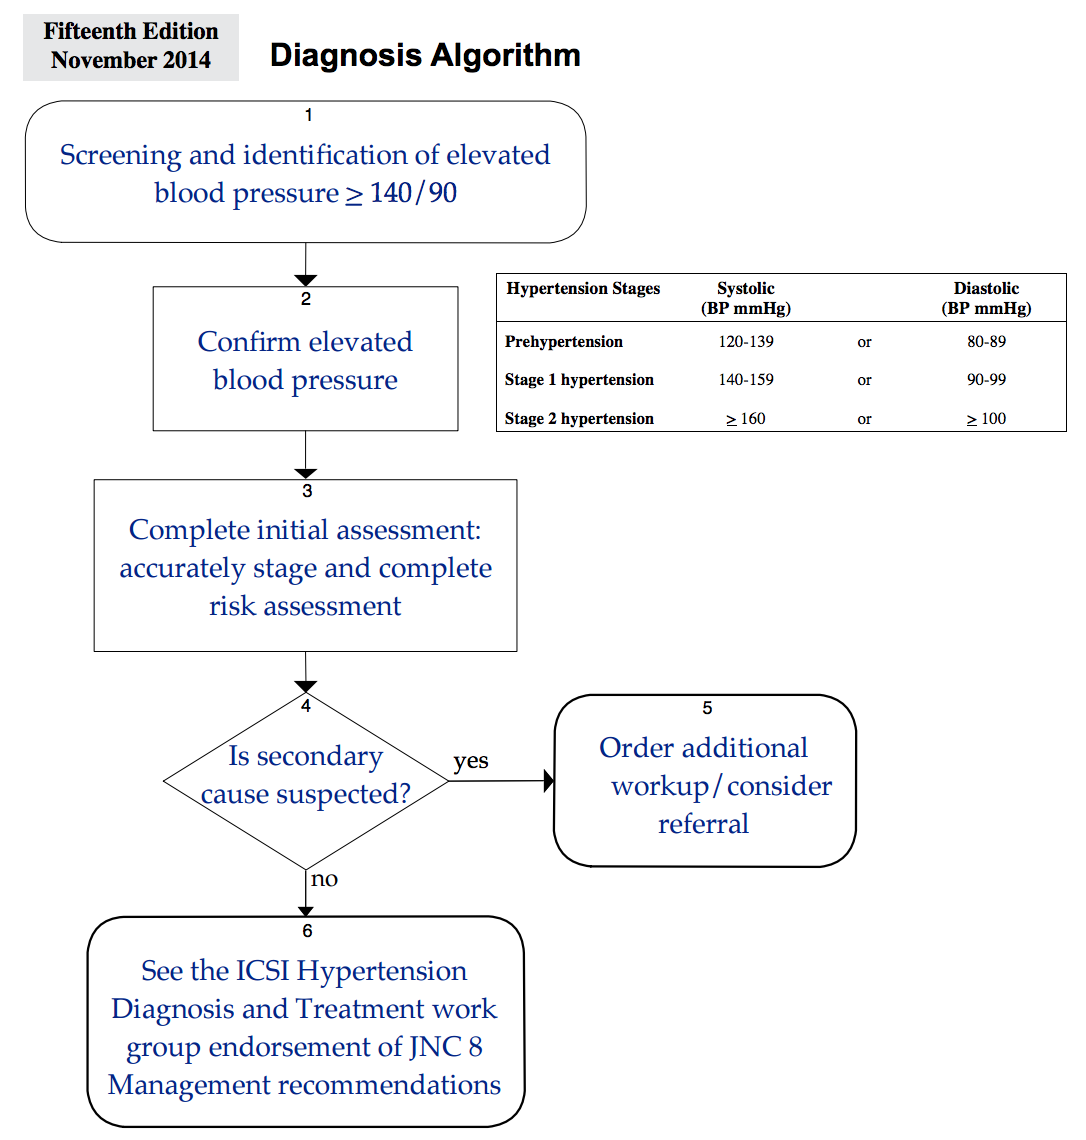 Fifteenth Edition
November 2014
Diagnosis Algorithm
1
Screening and identification of elevated
blood pressure ≥ 140/90
2
Confirm elevated
blood pressure
Hypertension Stages Systolic Diastolic
(BP mmHg) (BP mmHg)
Prehypertension 120-139 or 80-89
Stage 1 hypertension 140-159 or 90-99
Stage 2 hypertension ≥ 160 or ≥ 100
3
Complete initial assessment:
accurately stage and complete
risk assessment
4
Is secondary
cause suspected?
yes
5
Order additional
workup/consider
referral
no
6
See the ICSI Hypertension
Diagnosis and Treatment work
group endorsement of JNC 8
Management recommendations